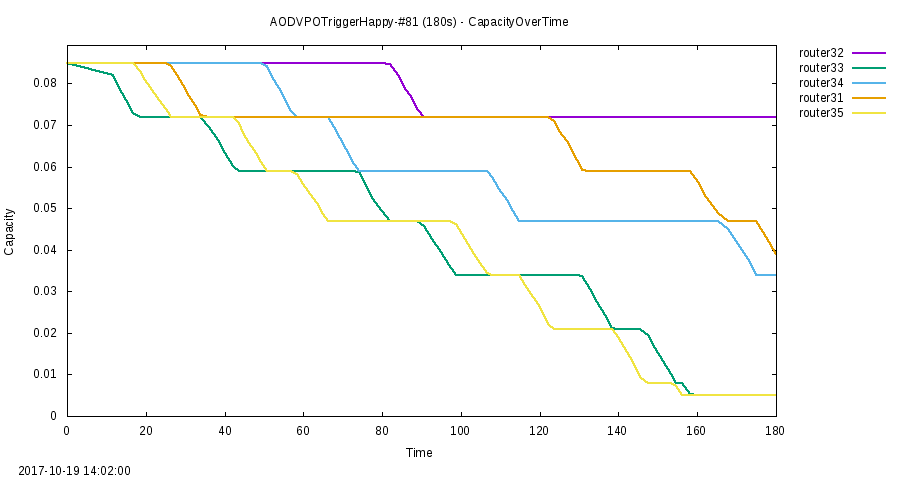 AODVPOTriggerHappy-#81 (180s) - CapacityOverTime
router32
router33
router34
router31
router35
0.08
0.07
0.06
0.05
0.04
0.03
0.02
0.01
0
Capacity
0 20 40 60 80 100 120 140 160 180
Time
2017-10-19 14:02:00